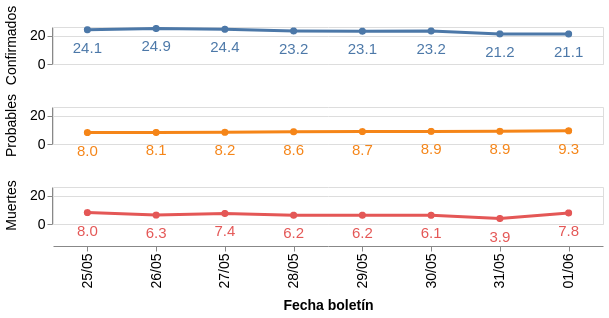 Confirmados
20
0
24.1 24.9 24.4 23.2 23.1 23.2 21.2 21.1
Probables
20
0
8.0 8.1 8.2 8.6 8.7 8.9 8.9 9.3
Muertes
20
0
8.0 6.3 7.4 6.2 6.2 6.1 3.9 7.8
25/05 26/05 27/05 28/05 29/05 30/05 31/05 01/06
Fecha boletín